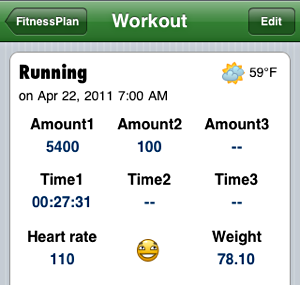 FitnessPlan Workout Edit
Running 59°F
on Apr 22, 2011 7:00 AM
Amount1 Amount2 Amount3
5400 100 --
Time1 Time2 Time3
00:27:31 -- --
Heart rate Weight
110 78.10